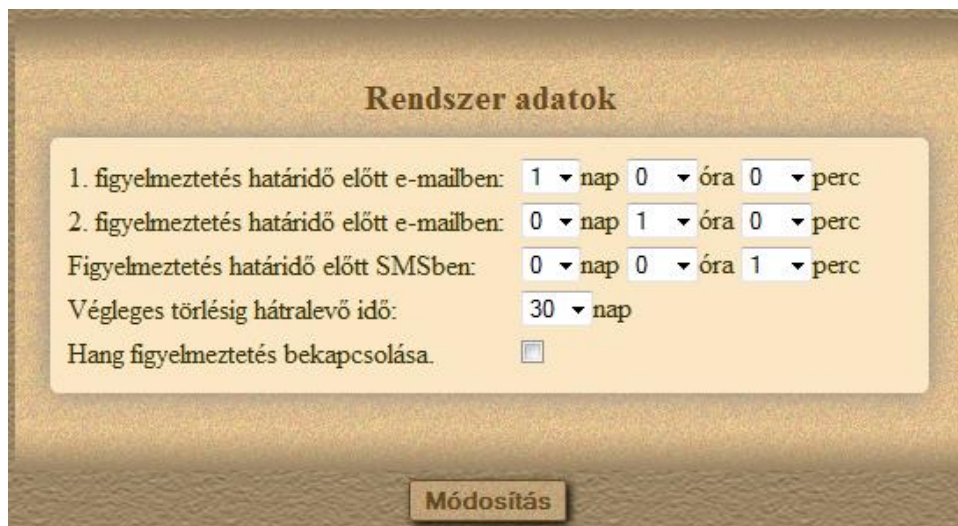 Rendszer adatok
1. figyelmeztetés határidő előtt e-mailben: 1 nap 0 óra 0 perc
2. figyelmeztetés határidő előtt e-mailben: 0 nap 1 óra 0 perc
Figyelmeztetés határidő előtt SMSben: 0 nap 0 óra 1 perc
Végleges törlésig hátralevő idő: 30 nap
Hang figyelmeztetés bekapcsolása.
Módosítás